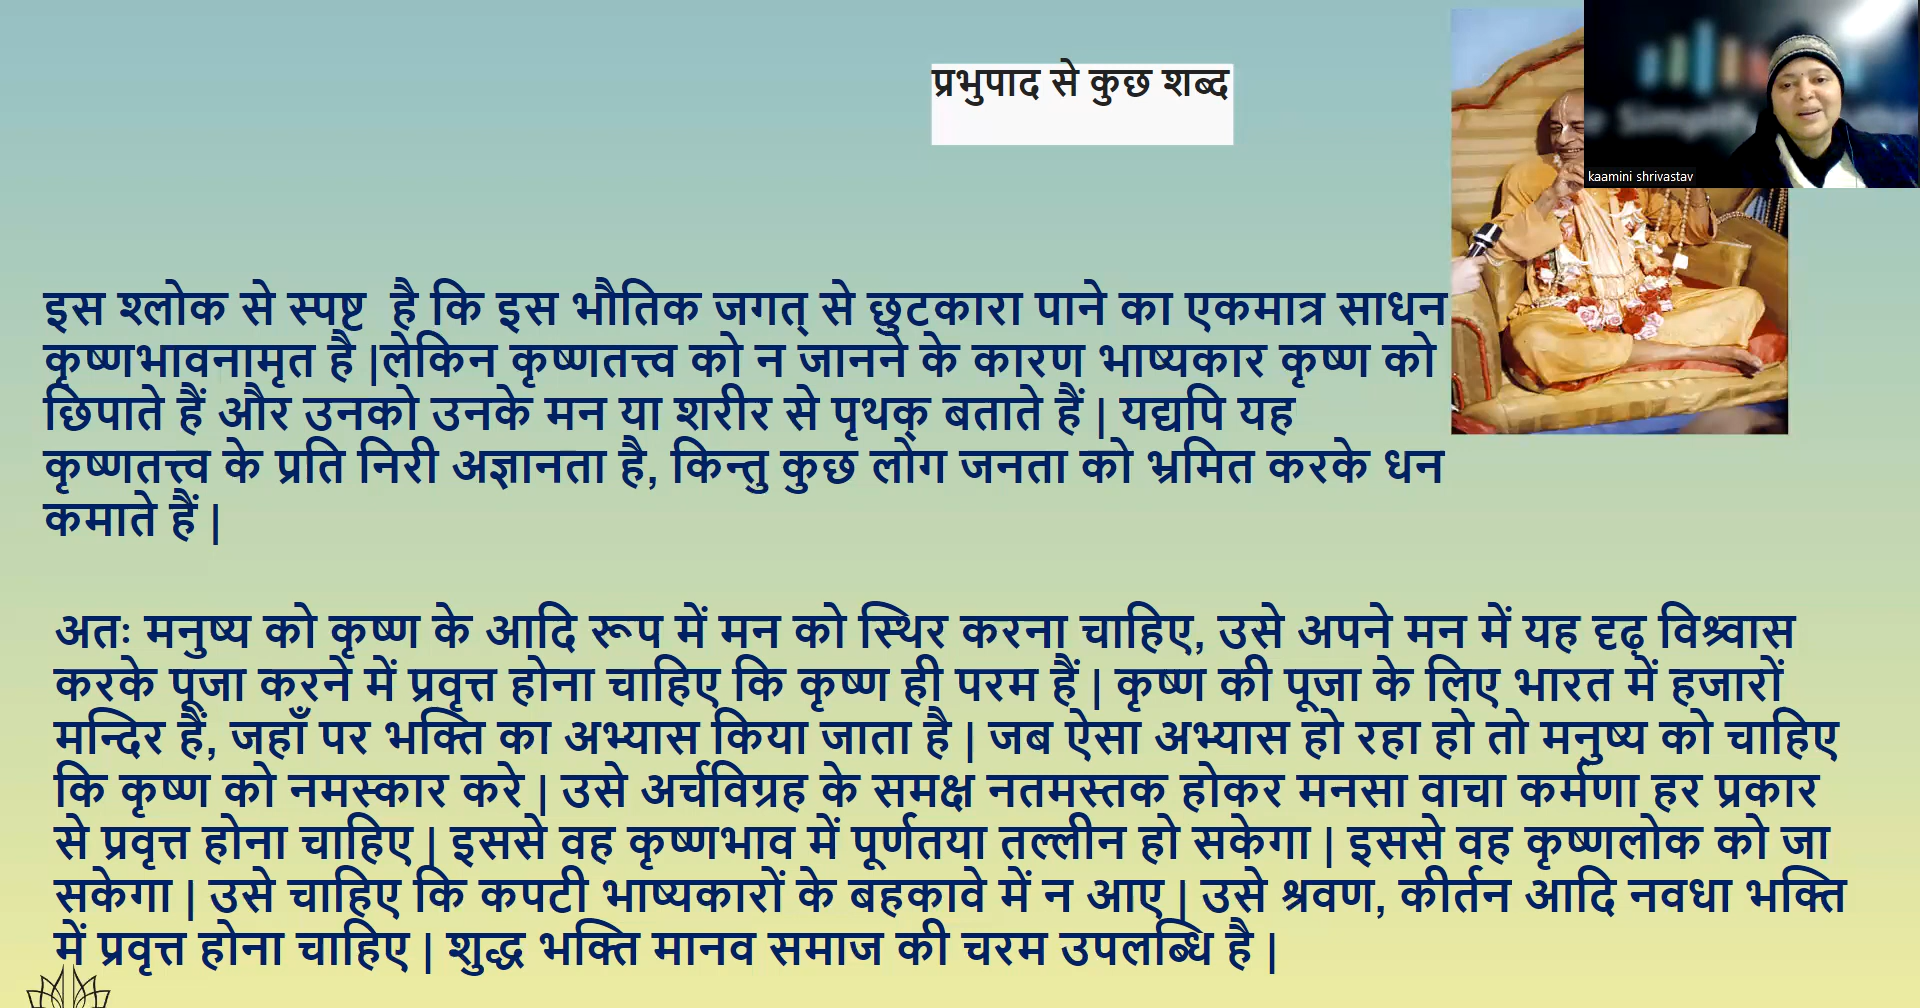 प्रभुपाद से कुछ शब्द
kaamini shrivastav
इस श्लोक से स्पष्ट है कि इस भौतिक जगत् से छुटकारा पाने का एकमात्र साधन
कृष्णभावनामृत है |लेकिन कृष्णतत्त्व को न जानने के कारण भाष्यकार कृष्ण को
छिपाते हैं और उनको उनके मन या शरीर से पृथक् बताते हैं | यद्यपि यह
कृष्णतत्त्व के प्रति निरी अज्ञानता है, किन्तु कुछ लोग जनता को भ्रमित करके धन
कमाते हैं |
अतः मनुष्य को कृष्ण के आदि रूप में मन को स्थिर करना चाहिए, उसे अपने मन में यह दृढ़ विश्र्वास
करके पूजा करने में प्रवृत्त होना चाहिए कि कृष्ण ही परम हैं | कृष्ण की पूजा के लिए भारत में हजारों
मन्दिर हैं, जहाँ पर भक्ति का अभ्यास किया जाता है | जब ऐसा अभ्यास हो रहा हो तो मनुष्य को चाहिए
कि कृष्ण को नमस्कार करे | उसे अर्चविग्रह के समक्ष नतमस्तक होकर मनसा वाचा कर्मणा हर प्रकार
से प्रवृत्त होना चाहिए | इससे वह कृष्णभाव में पूर्णतया तल्लीन हो सकेगा | इससे वह कृष्णलोक को जा
सकेगा | उसे चाहिए कि कपटी भाष्यकारों के बहकावे में न आए | उसे श्रवण, कीर्तन आदि नवधा भक्ति
में प्रवृत्त होना चाहिए | शुद्ध भक्ति मानव समाज की चरम उपलब्धि है |